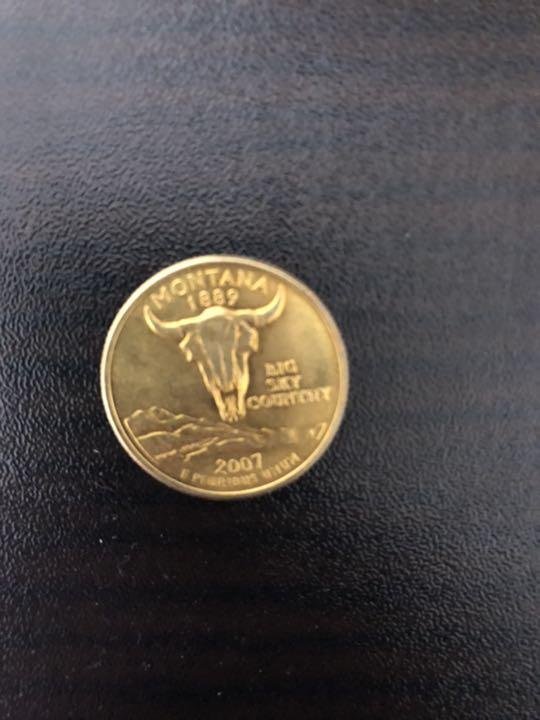 MONTANA
1889
BIG
SKY
COUNTRY
2007
E PLURIBUS UNUM